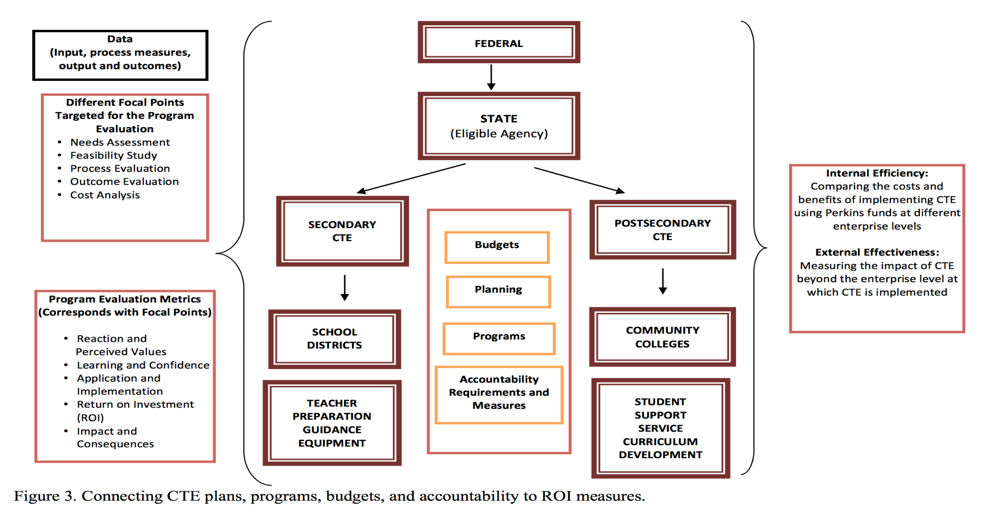 Data
(Input, process measures,
output and outcomes)
Different Focal Points
Targeted for the Program
Evaluation
• Needs Assessment
• Feasibility Study
• Process Evaluation
• Outcome Evaluation
• Cost Analysis
Program Evaluation Metrics
(Corresponds with Focal Points)
• Reaction and
Perceived Values
• Learning and Confidence
• Application and
Implementation
• Return on Investment
(ROI)
• Impact and
Consequences
FEDERAL
STATE
(Eligible Agency)
SECONDARY
CTE
SCHOOL
DISTRICTS
TEACHER
PREPARATION
GUIDANCE
EQUIPMENT
Budgets
Planning
Programs
Accountability
Requirements and
Measures
POSTSECONDARY
CTE
COMMUNITY
COLLEGES
STUDENT
SUPPORT
SERVICE
CURRICULUM
DEVELOPMENT
Internal Efficiency:
Comparing the costs and
benefits of implementing CTE
using Perkins funds at different
enterprise levels
External Effectiveness:
Measuring the impact of CTE
beyond the enterprise level at
which CTE is implemented
Figure 3. Connecting CTE plans, programs, budgets, and accountability to ROI measures.